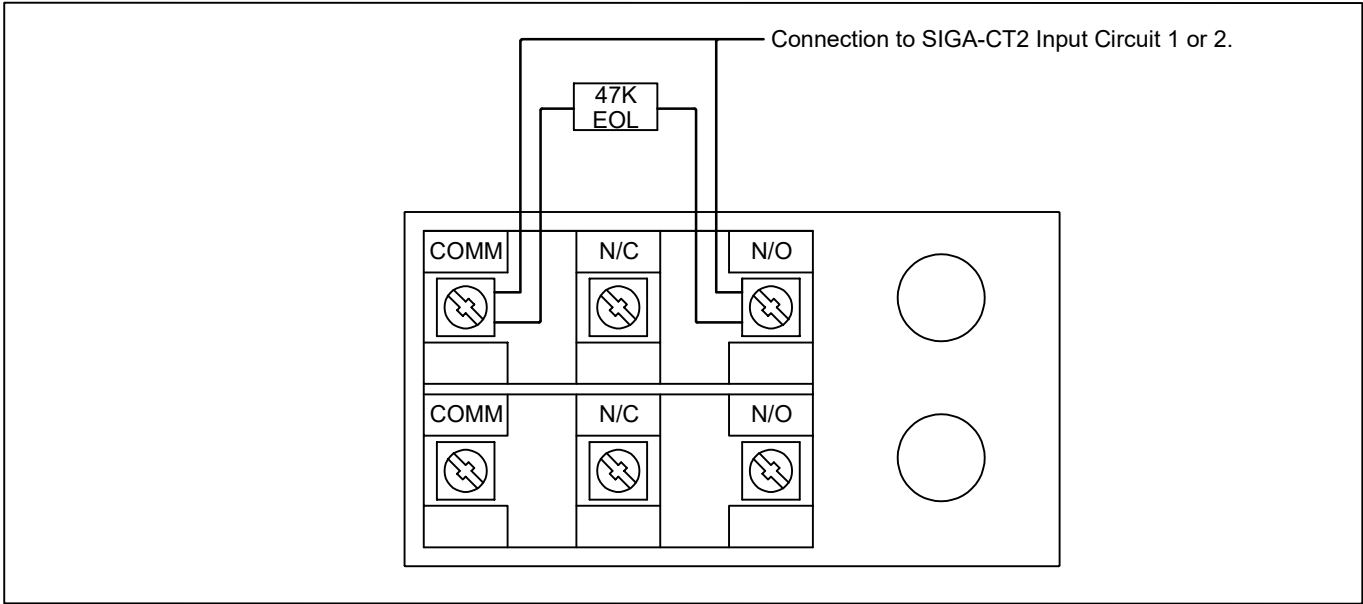 Connection to SIGA-CT2 Input Circuit 1 or 2.
47K
EOL
COMM N/C N/O
COMM N/C N/O